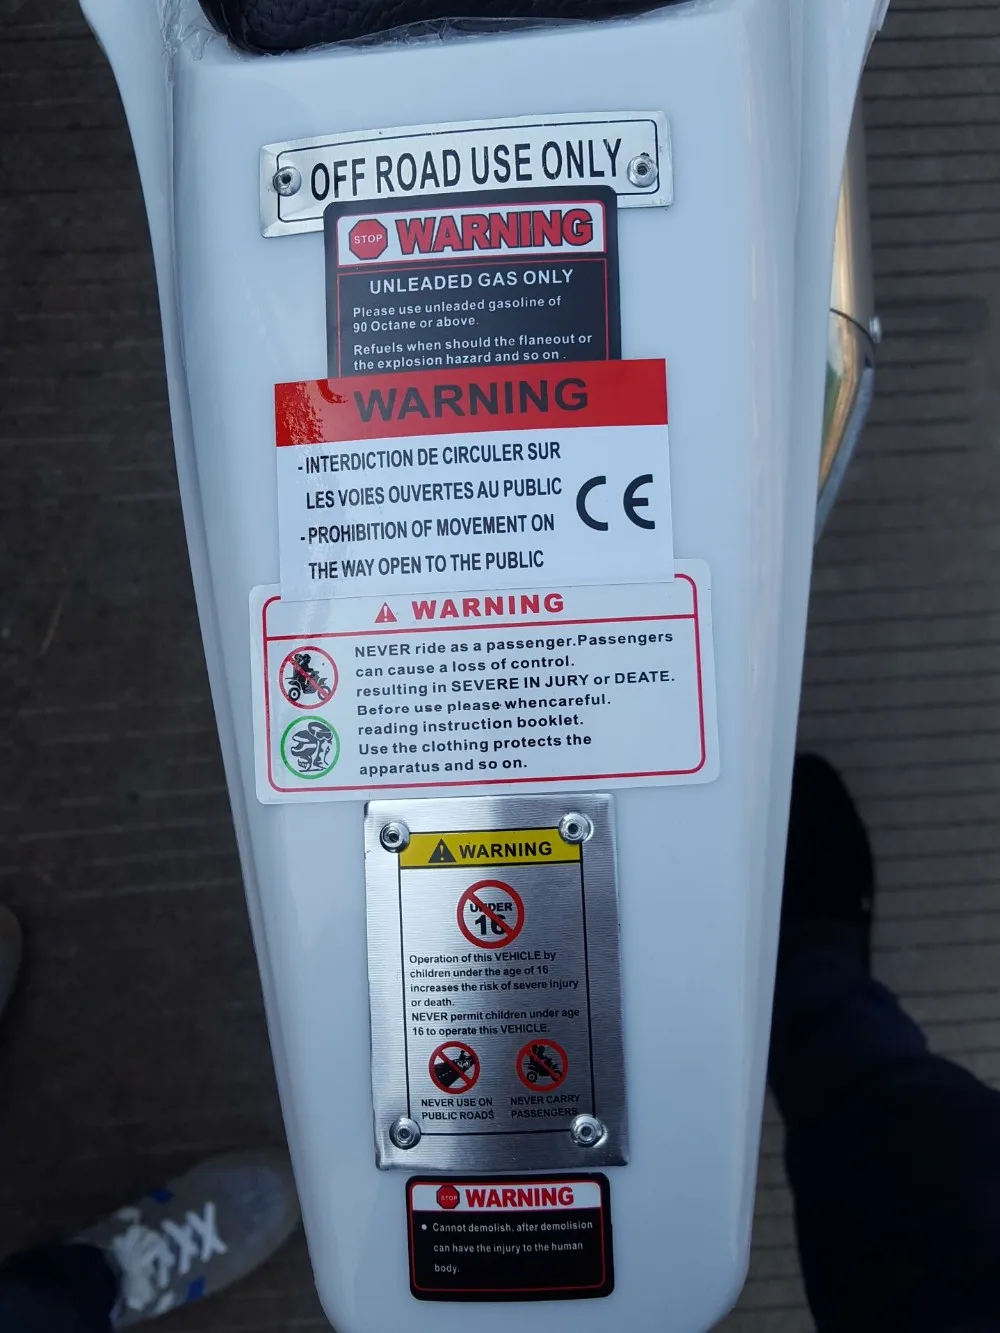 OFF ROAD USE ONLY
STOP WARNING
UNLEADED GAS ONLY
Please use unleaded gasoline of
90 Octane or above.
Refuels when should the flaneout or
the explosion hazard and so on .
WARNING
- INTERDICTION DE CIRCULER SUR
LES VOIES OUVERTES AU PUBLIC
CE
- PROHIBITION OF MOVEMENT ON
THE WAY OPEN TO THE PUBLIC
WARNING
NEVER ride as a passenger.Passengers
can cause a loss of control.
resulting in SEVERE IN JURY or DEATE.
Before use please whencareful.
reading instruction booklet.
Use the clothing protects the
apparatus and so on.
WARNING
UNDER
16
Operation of this VEHICLE by
children under the age of 16
increases the risk of severe injury
or death.
NEVER permit children under age
16 to operate this VEHICLE.
NEVER USE ON
PUBLIC ROADS
NEVER CARRY
PASSENGERS
STOP WARNING
• Cannot demolish, after demolision
can have the injury to the human
body.